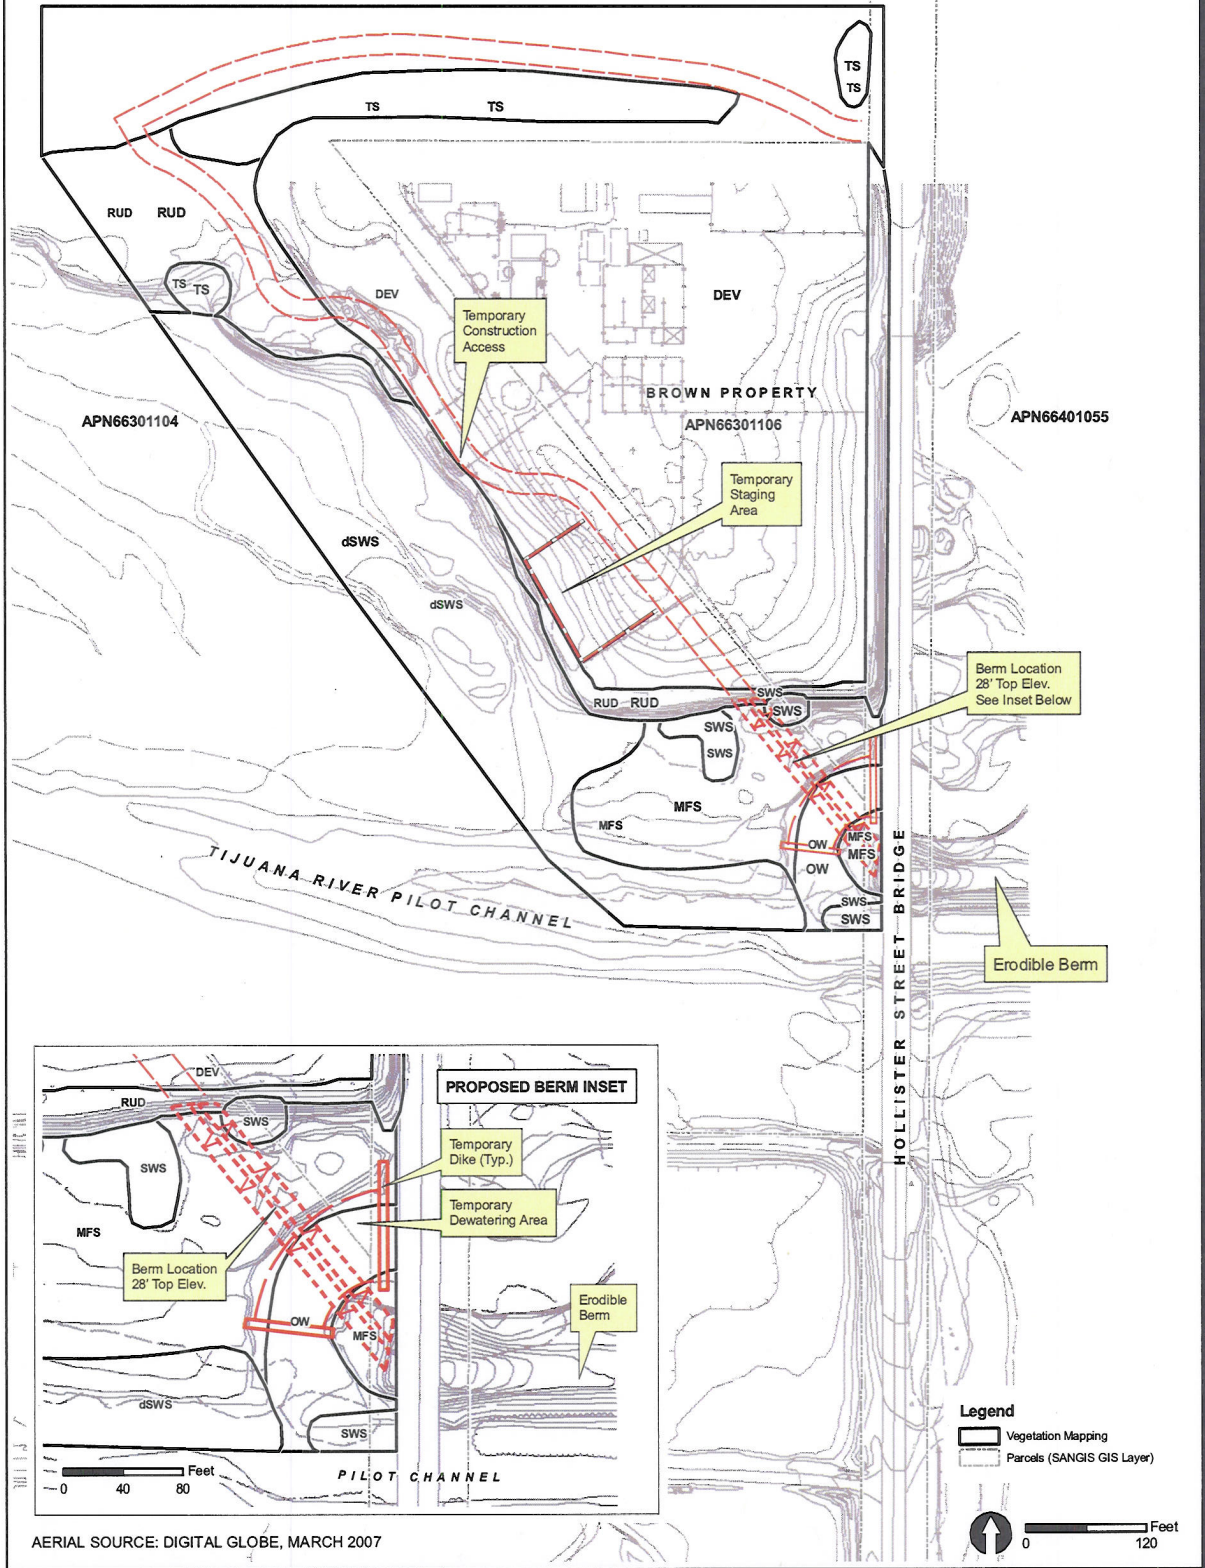 TS
TS
TS
TS
RUD
RUD
TS
TS
DEV
DEV
Temporary
Construction
Access
BROWN PROPERTY
APN66301104
APN66301106
APN66401055
Temporary
Staging
Area
dSWS
dSWS
Berm Location
28' Top Elev.
See Inset Below
SWS
SWS
RUD
RUD
SWS
SWS
MFS
MFS
MFS
MFS
OW
OW
SWS
SWS
TIJUANA RIVER PILOT CHANNEL
HOLLISTER STREET BRIDGE
Erodible Berm
PROPOSED BERM INSET
DEV
RUD
SWS
SWS
Temporary
Dike (Typ.)
Temporary
Dewatering Area
MFS
Berm Location
28' Top Elev.
Erodible
Berm
OW
MFS
dSWS
SWS
PILOT CHANNEL
Feet
0 40 80
Legend
Vegetation Mapping
Parcels (SANGIS GIS Layer)
Feet
0 120
AERIAL SOURCE: DIGITAL GLOBE, MARCH 2007